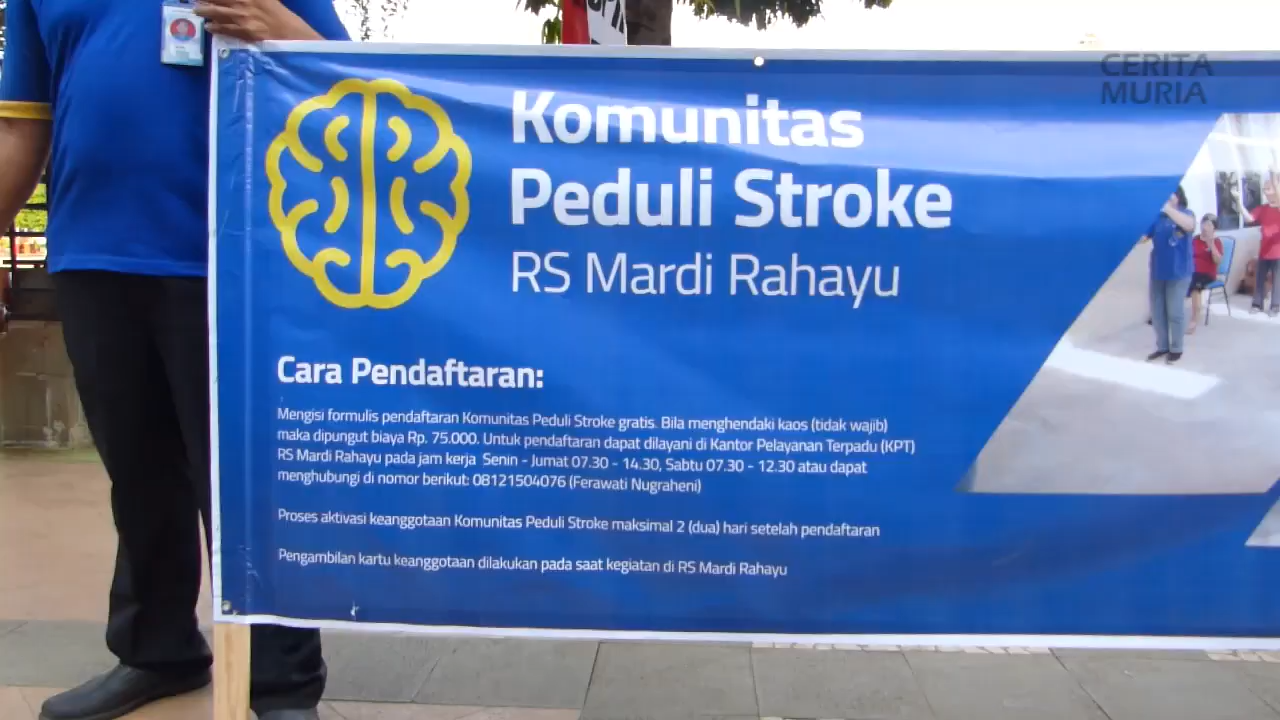 CERITA
MURIA
Komunitas
Peduli Stroke
RS Mardi Rahayu
Cara Pendaftaran:
Mengisi formulis pendaftaran Komunitas Peduli Stroke gratis. Bila menghendaki kaos (tidak wajib)
maka dipungut biaya Rp. 75.000. Untuk pendaftaran dapat dilayani di Kantor Pelayanan Terpadu (KPT)
RS Mardi Rahayu pada jam kerja Senin - Jumat 07.30 - 14.30, Sabtu 07.30 - 12.30 atau dapat
menghubungi di nomor berikut: 08121504076 (Ferawati Nugraheni)
Proses aktivasi keanggotaan Komunitas Peduli Stroke maksimal 2 (dua) hari setelah pendaftaran
Pengambilan kartu keanggotaan dilakukan pada saat kegiatan di RS Mardi Rahayu